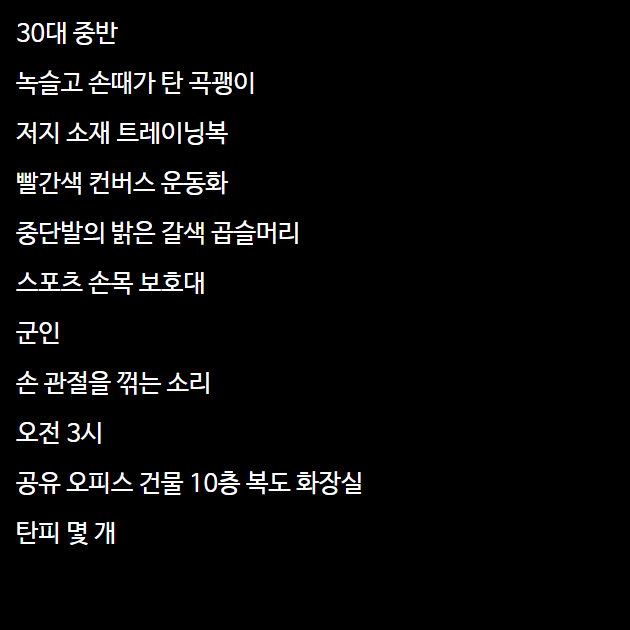 30대 중반
녹슬고 손때가 탄 곡괭이
저지 소재 트레이닝복
빨간색 컨버스 운동화
중단발의 밝은 갈색 곱슬머리
스포츠 손목 보호대
군인
손 관절을 꺾는 소리
오전 3시
공유 오피스 건물 10층 복도 화장실
탄피 몇 개